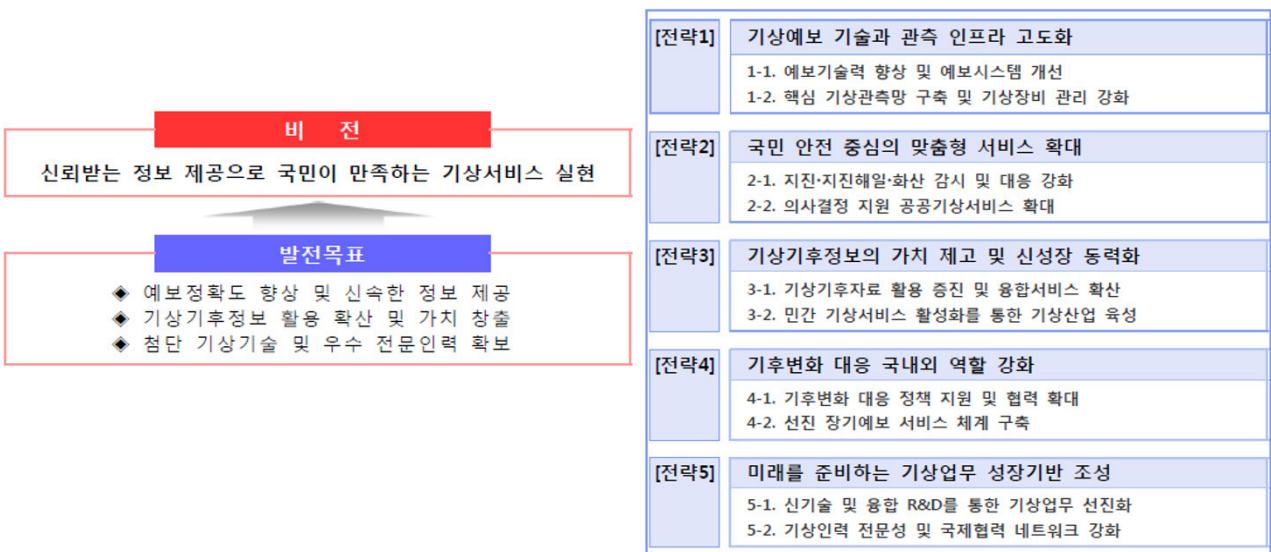 비 전
신뢰받는 정보 제공으로 국민이 만족하는 기상서비스 실현
발전목표
◈ 예보정확도 향상 및 신속한 정보 제공
◈ 기상기후정보 활용 확산 및 가치 창출
◈ 첨단 기상기술 및 우수 전문인력 확보
[전략1] 기상예보 기술과 관측 인프라 고도화
1-1. 예보기술력 향상 및 예보시스템 개선
1-2. 핵심 기상관측망 구축 및 기상장비 관리 강화
[전략2] 국민 안전 중심의 맞춤형 서비스 확대
2-1. 지진·지진해일·화산 감시 및 대응 강화
2-2. 의사결정 지원 공공기상서비스 확대
[전략3] 기상기후정보의 가치 제고 및 신성장 동력화
3-1. 기상기후자료 활용 증진 및 융합서비스 확산
3-2. 민간 기상서비스 활성화를 통한 기상산업 육성
[전략4] 기후변화 대응 국내외 역할 강화
4-1. 기후변화 대응 정책 지원 및 협력 확대
4-2. 선진 장기예보 서비스 체계 구축
[전략5] 미래를 준비하는 기상업무 성장기반 조성
5-1. 신기술 및 융합 R&D를 통한 기상업무 선진화
5-2. 기상인력 전문성 및 국제협력 네트워크 강화